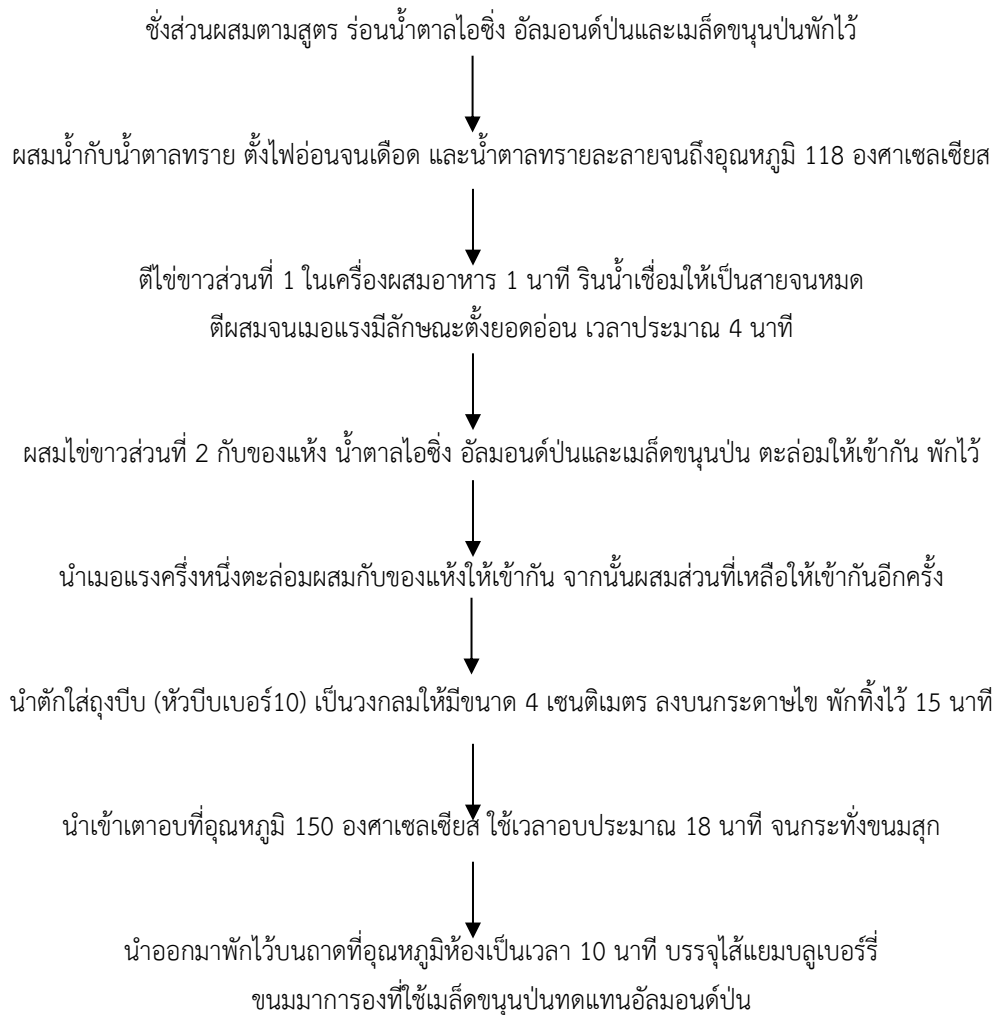 ชั่งส่วนผสมตามสูตร ร่อนน้ำตาลไอซิ่ง อัลมอนด์ป่นและเมล็ดขนุนป่นพักไว้
ผสมน้ำกับน้ำตาลทราย ตั้งไฟอ่อนจนเดือด และน้ำตาลทรายละลายจนถึงอุณหภูมิ 118 องศาเซลเซียส
ตีไข่ขาวส่วนที่ 1 ในเครื่องผสมอาหาร 1 นาที รินน้ำเชื่อมให้เป็นสายจนหมด
ตีผสมจนเมอแรงมีลักษณะตั้งยอดอ่อน เวลาประมาณ 4 นาที
ผสมไข่ขาวส่วนที่ 2 กับของแห้ง น้ำตาลไอซิ่ง อัลมอนด์ป่นและเมล็ดขนุนป่น ตะล่อมให้เข้ากัน พักไว้
นำเมอแรงครึ่งหนึ่งตะล่อมผสมกับของแห้งให้เข้ากัน จากนั้นผสมส่วนที่เหลือให้เข้ากันอีกครั้ง
นำตักใส่ถุงบีบ (หัวบีบเบอร์10) เป็นวงกลมให้มีขนาด 4 เซนติเมตร ลงบนกระดาษไข พักทิ้งไว้ 15 นาที
นำเข้าเตาอบที่อุณหภูมิ 150 องศาเซลเซียส ใช้เวลาอบประมาณ 18 นาที จนกระทั่งขนมสุก
นำออกมาพักไว้บนถาดที่อุณหภูมิห้องเป็นเวลา 10 นาที บรรจุไส้แยมบลูเบอร์รี่
ขนมมาการองที่ใช้เมล็ดขนุนป่นทดแทนอัลมอนด์ป่น